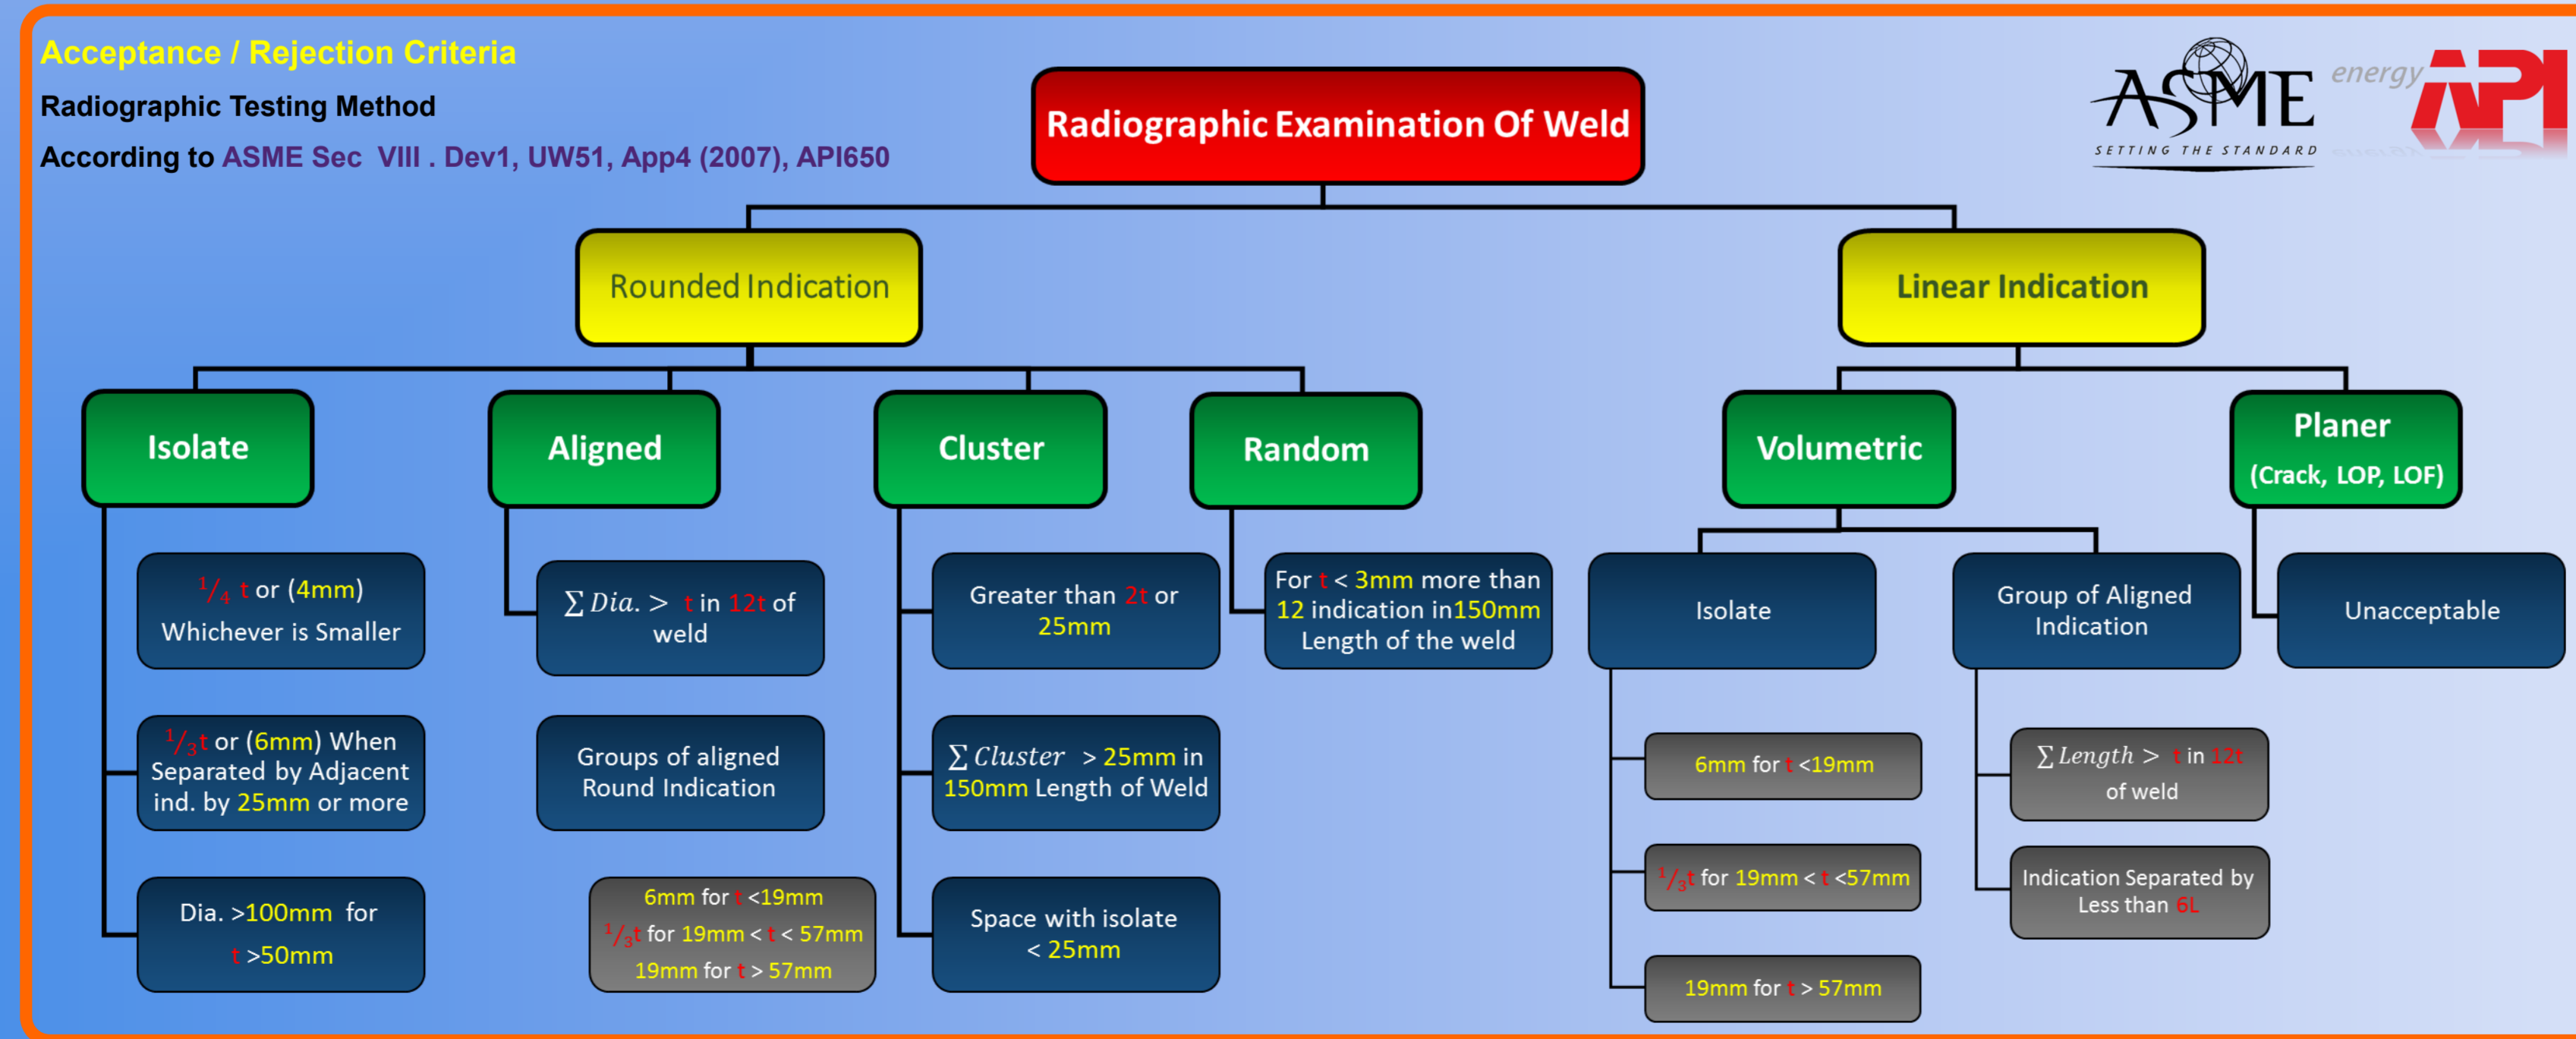 Acceptance / Rejection Criteria
Radiographic Testing Method
According to ASME Sec VIII . Dev1, UW51, App4 (2007), API650
ASME
SETTING THE STANDARD
energy API
Radiographic Examination Of Weld
Rounded Indication
Linear Indication
Isolate
Aligned
Cluster
Random
Volumetric
Planer
(Crack, LOP, LOF)
1/4 t or (4mm)
Whichever is Smaller
1/3t or (6mm) When
Separated by Adjacent
ind. by 25mm or more
Dia. >100mm for
t >50mm
∑ Dia. > t in 12t of
weld
Groups of aligned
Round Indication
6mm for t <19mm
1/3t for 19mm < t < 57mm
19mm for t > 57mm
Greater than 2t or
25mm
∑ Cluster > 25mm in
150mm Length of Weld
Space with isolate
< 25mm
For t < 3mm more than
12 indication in150mm
Length of the weld
Isolate
6mm for t <19mm
1/3t for 19mm < t <57mm
19mm for t > 57mm
Group of Aligned
Indication
∑ Length > t in 12t
of weld
Indication Separated by
Less than 6L
Unacceptable